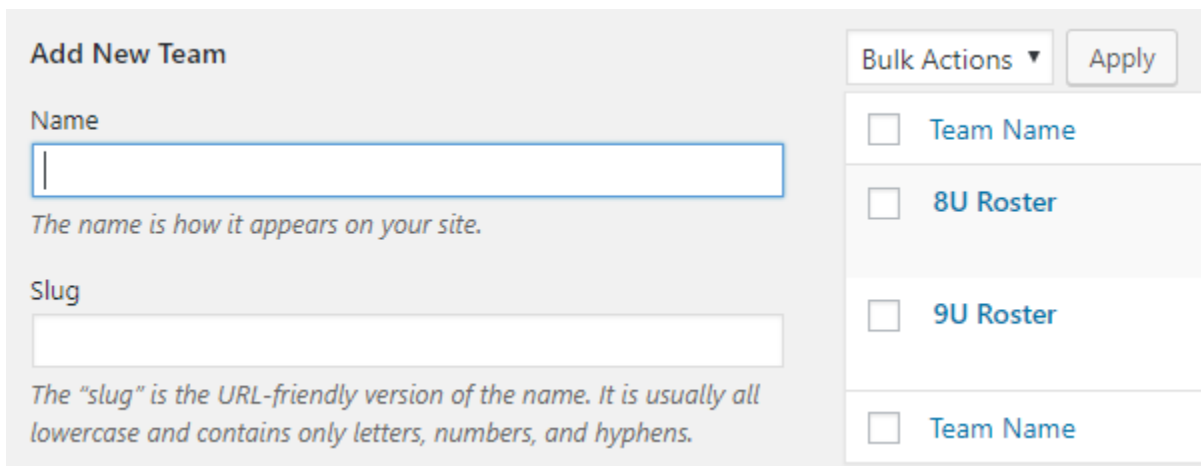 Add New Team
Name
The name is how it appears on your site.
Slug
The “slug” is the URL-friendly version of the name. It is usually all
lowercase and contains only letters, numbers, and hyphens.
Bulk Actions Apply
Team Name
8U Roster
9U Roster
Team Name